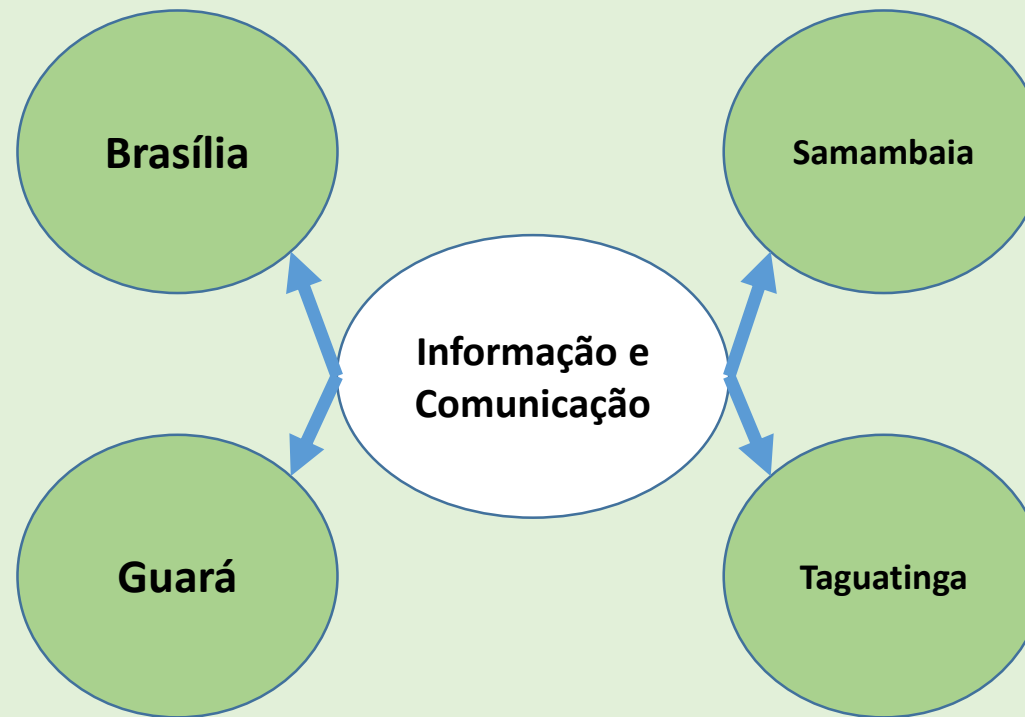 Brasília
Samambaia
Informação e
Comunicação
Guará
Taguatinga